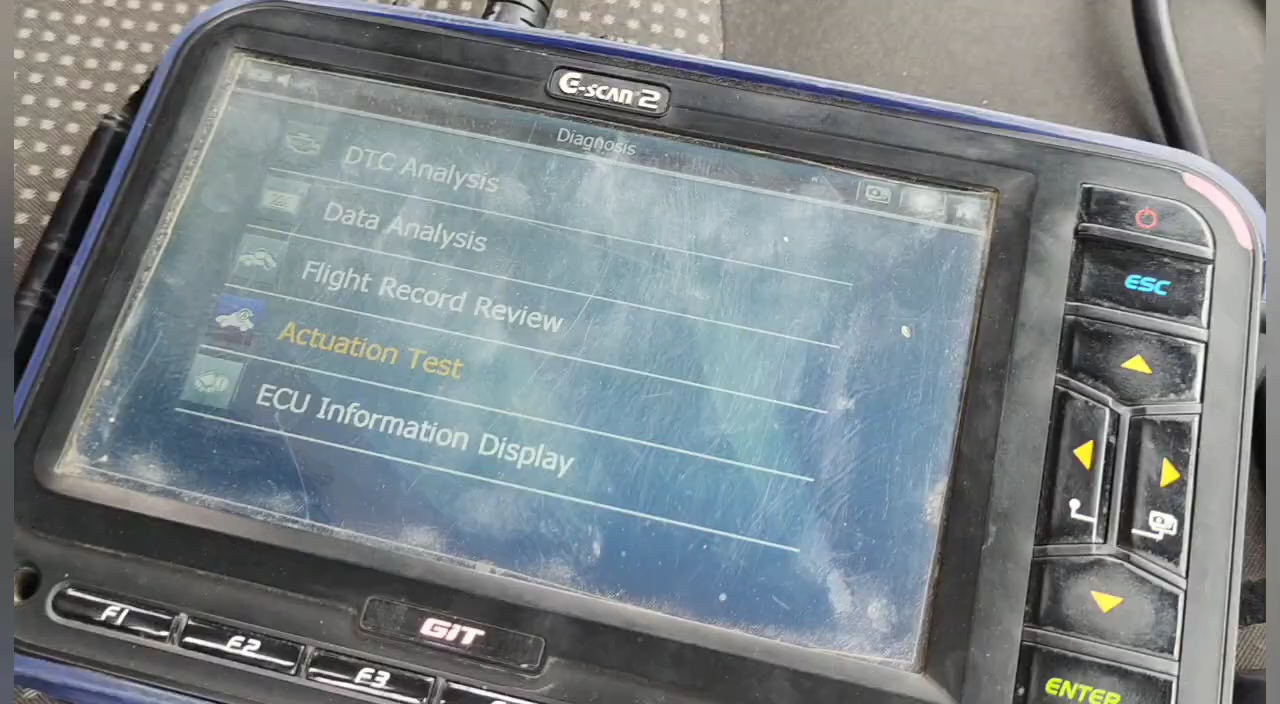 G-SCAN 2
Diagnosis
DTC Analysis
Data Analysis
Flight Record Review
Actuation Test
ECU Information Display
ESC
F1
F2
F3
GIT
ENTER